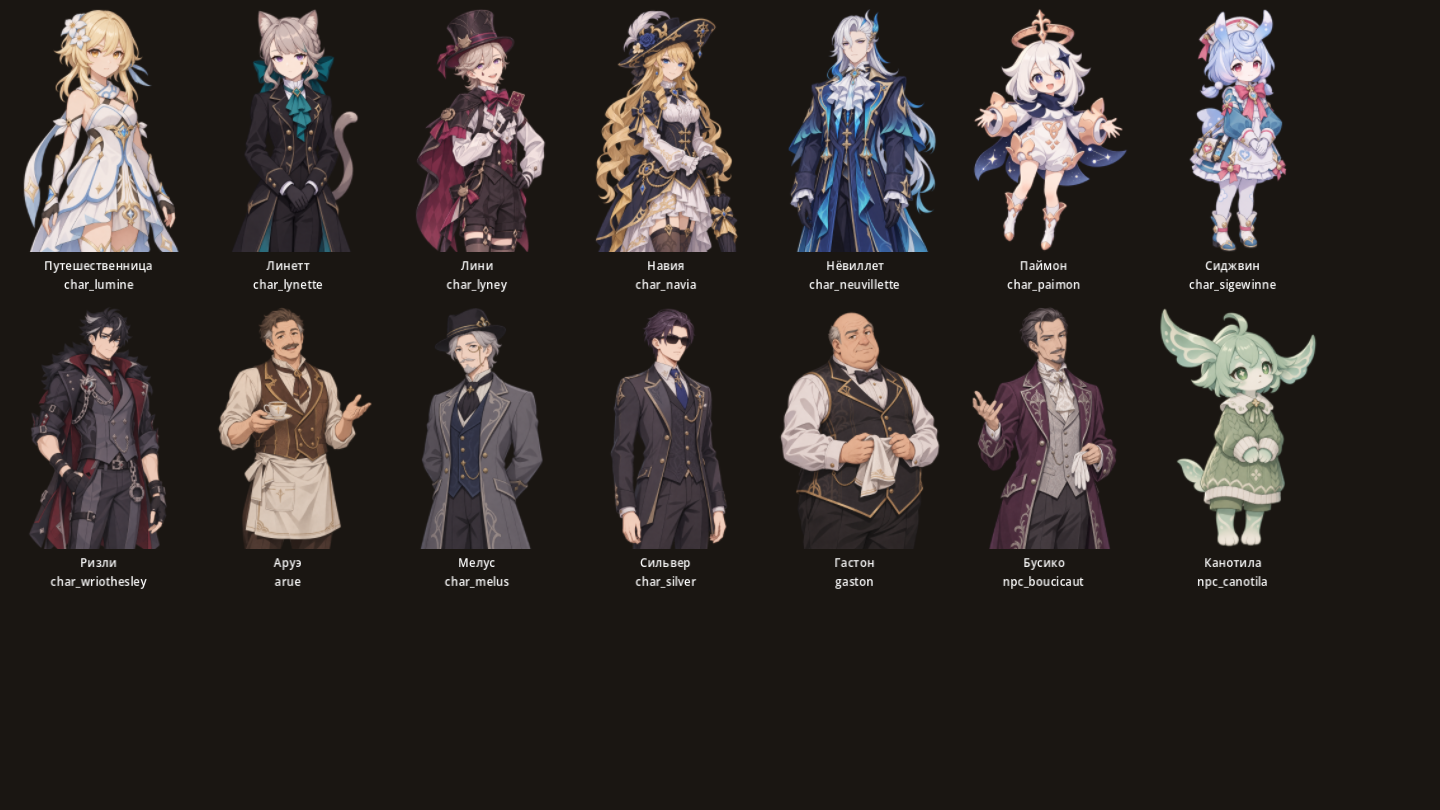 Путешественница
char_lumine
Линетт
char_lynette
Лини
char_lyney
Навия
char_navia
Нёвиллет
char_neuvillette
Паймон
char_paimon
Сиджвин
char_sigewinne
Ризли
char_wriothesley
Аруэ
arue
Мелус
char_melus
Сильвер
char_silver
Гастон
gaston
Бусико
npc_boucicaut
Канотила
npc_canotila